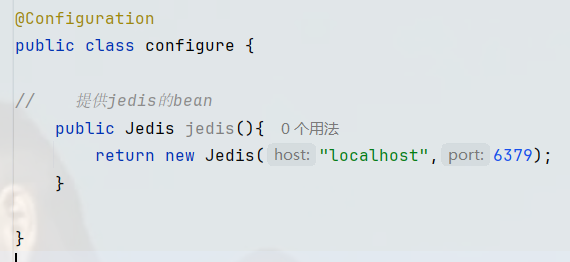 @Configuration
public class configure {
//    提供jedis的bean
    public Jedis jedis(){  0 个用法
        return new Jedis( host: "localhost", port: 6379);
    }
}